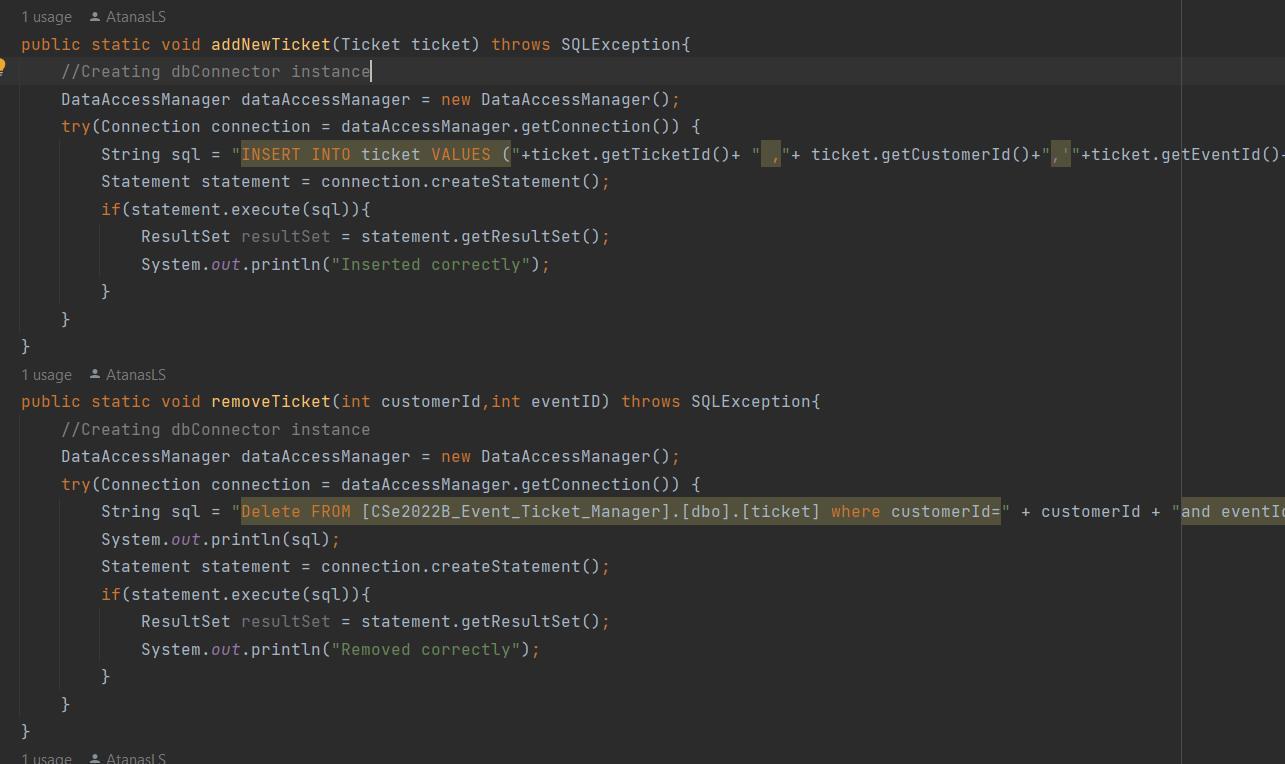 1 usage AtanasLS
public static void addNewTicket(Ticket ticket) throws SQLException{
//Creating dbConnector instance
DataAccessManager dataAccessManager = new DataAccessManager();
try(Connection connection = dataAccessManager.getConnection()) {
String sql = "INSERT INTO ticket VALUES ("+ticket.getTicketId()+ " ,"+ ticket.getCustomerId()+",'"+ticket.getEventId()+
Statement statement = connection.createStatement();
if(statement.execute(sql)){
ResultSet resultSet = statement.getResultSet();
System.out.println("Inserted correctly");
}
}
}
1 usage AtanasLS
public static void removeTicket(int customerId,int eventID) throws SQLException{
//Creating dbConnector instance
DataAccessManager dataAccessManager = new DataAccessManager();
try(Connection connection = dataAccessManager.getConnection()) {
String sql = "Delete FROM [CSe2022B_Event_Ticket_Manager].[dbo].[ticket] where customerId=" + customerId + "and eventId
System.out.println(sql);
Statement statement = connection.createStatement();
if(statement.execute(sql)){
ResultSet resultSet = statement.getResultSet();
System.out.println("Removed correctly");
}
}
}
1 usage AtanasLS